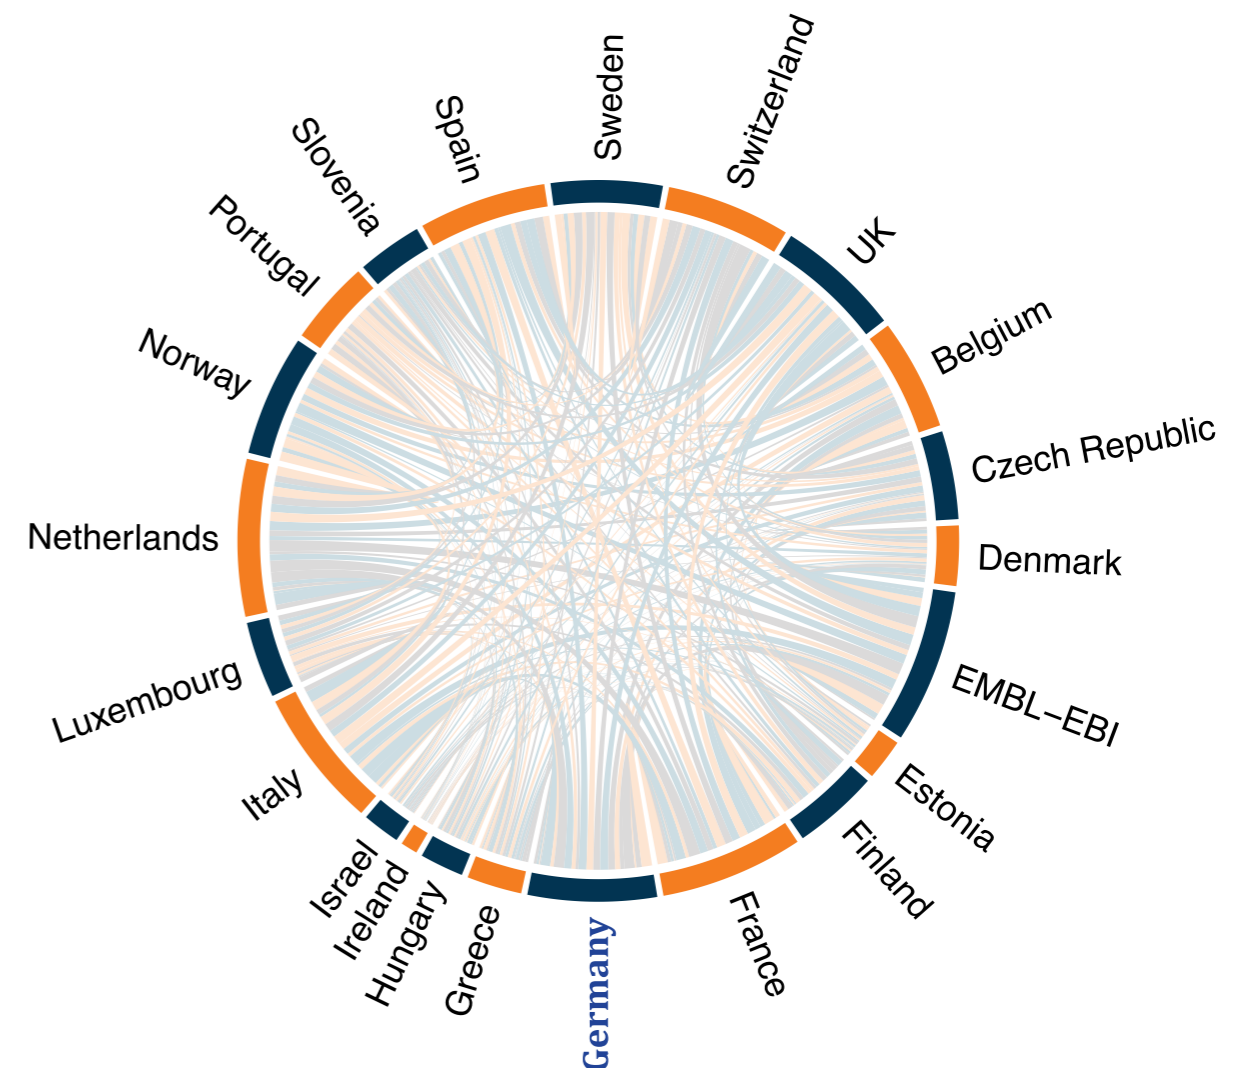 Sweden
Switzerland
UK
Belgium
Czech Republic
Denmark
EMBL–EBI
Estonia
Finland
France
Germany
Greece
Hungary
Ireland
Israel
Italy
Luxembourg
Netherlands
Norway
Portugal
Slovenia
Spain